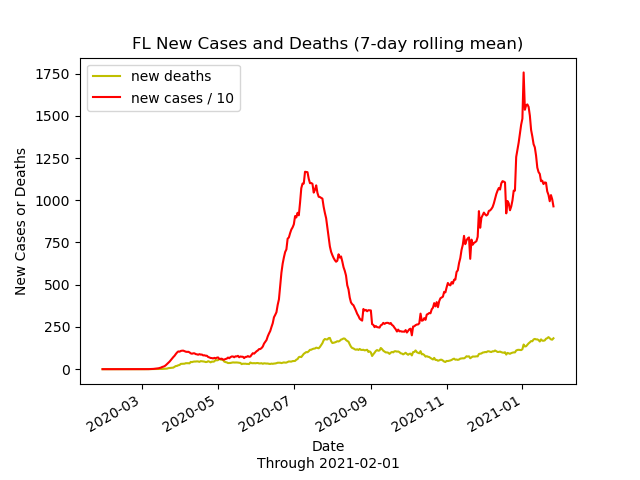 FL New Cases and Deaths (7-day rolling mean)
new deaths
new cases / 10
1750
1500
1250
1000
750
500
250
0
New Cases or Deaths
2020-03
2020-05
2020-07
2020-09
2020-11
2021-01
Date
Through 2021-02-01